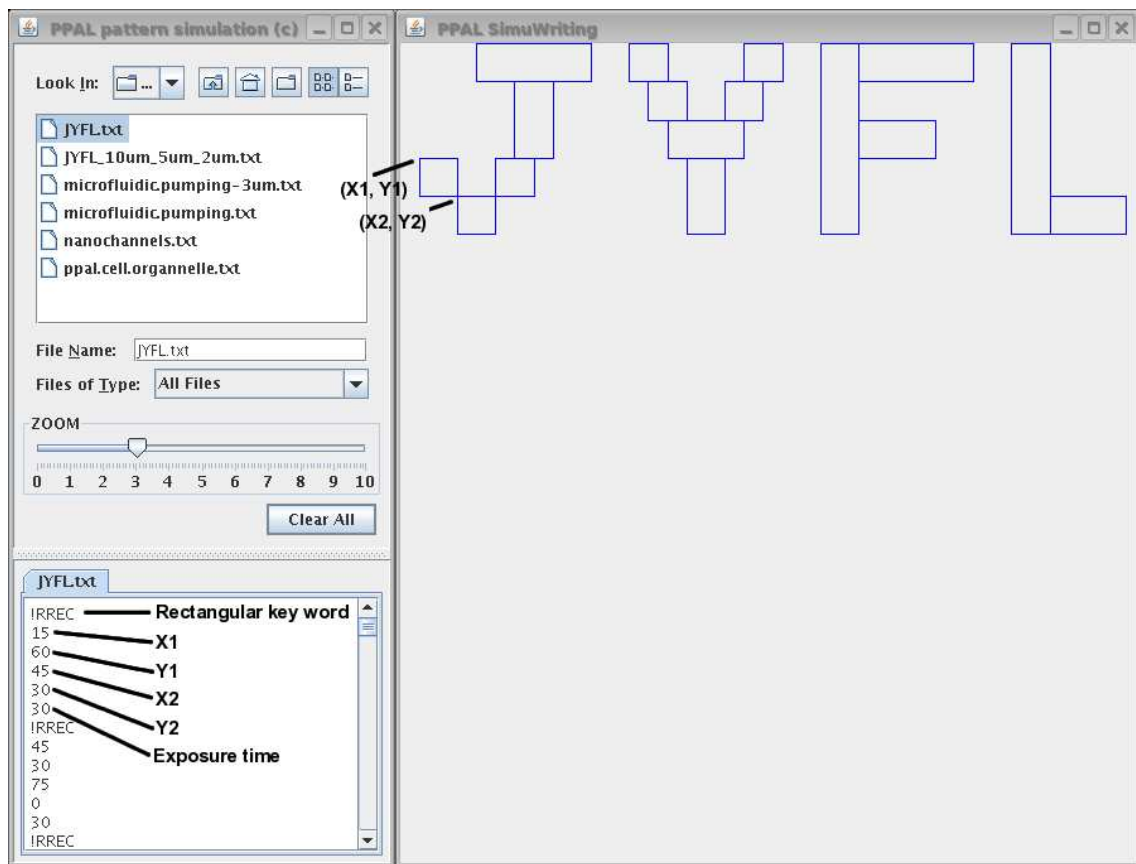 PPAL pattern simulation (c)
Look In:
...
JYFL.txt
JYFL_10um_5um_2um.txt
microfluidic.pumping-3um.txt
microfluidic.pumping.txt
nanochannels.txt
ppal.cell.organnelle.txt
File Name: JYFL.txt
Files of Type: All Files
ZOOM
0 1 2 3 4 5 6 7 8 9 10
Clear All
JYFL.txt
!RREC Rectangular key word
15 X1
60 Y1
45 X2
30 Y2
30 Exposure time
!RREC
45
30
75
0
30
!RREC
PPAL SimuWriting
(X1, Y1)
(X2, Y2)
JYFL